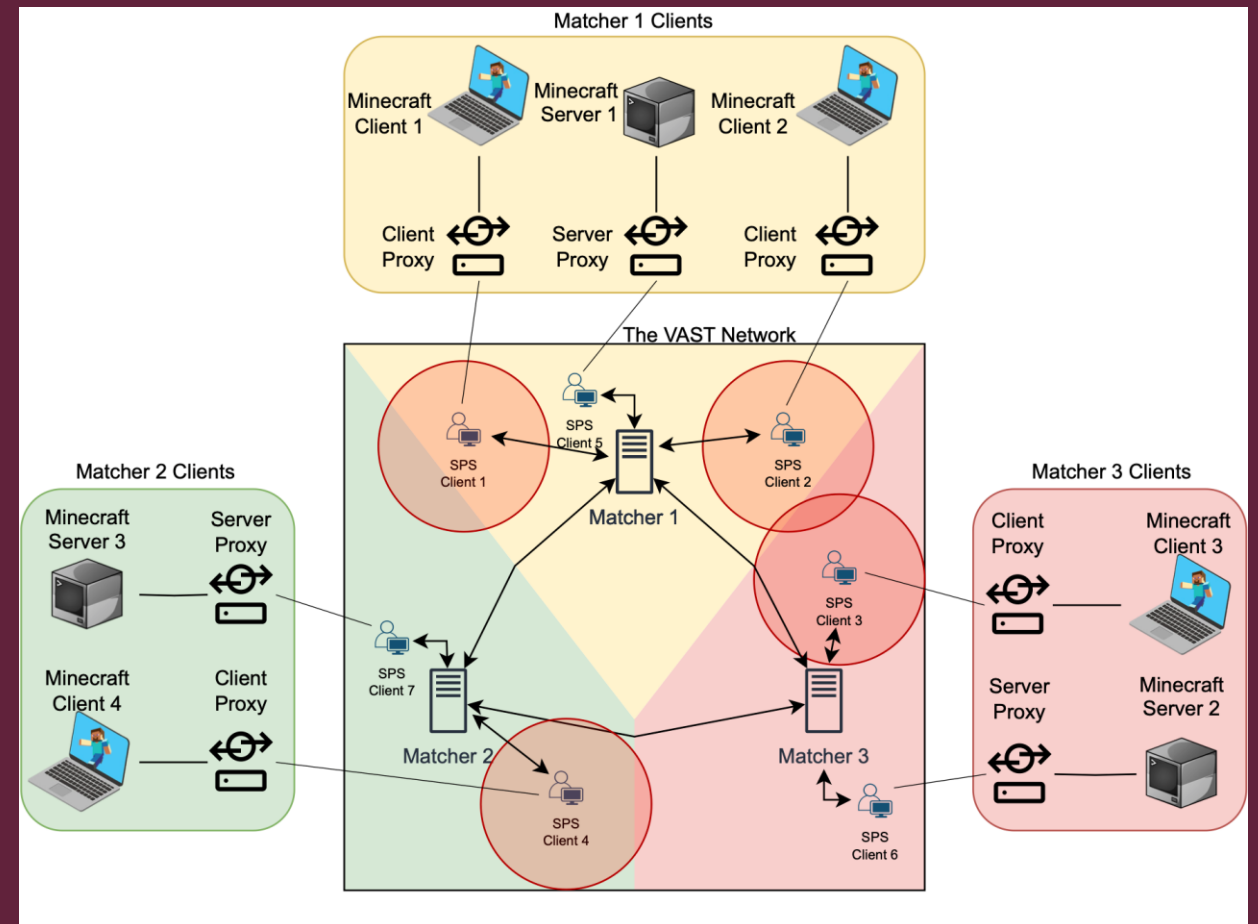 Matcher 1 Clients
Minecraft
Client 1
Minecraft
Server 1
Minecraft
Client 2
Client
Proxy
Server
Proxy
Client
Proxy
The VAST Network
SPS
Client 1
SPS
Client 5
SPS
Client 2
Matcher 1
Matcher 2 Clients
Minecraft
Server 3
Server
Proxy
Minecraft
Client 4
Client
Proxy
SPS
Client 7
Matcher 2
SPS
Client 4
SPS
Client 3
Matcher 3
SPS
Client 6
Matcher 3 Clients
Client
Proxy
Minecraft
Client 3
Server
Proxy
Minecraft
Server 2